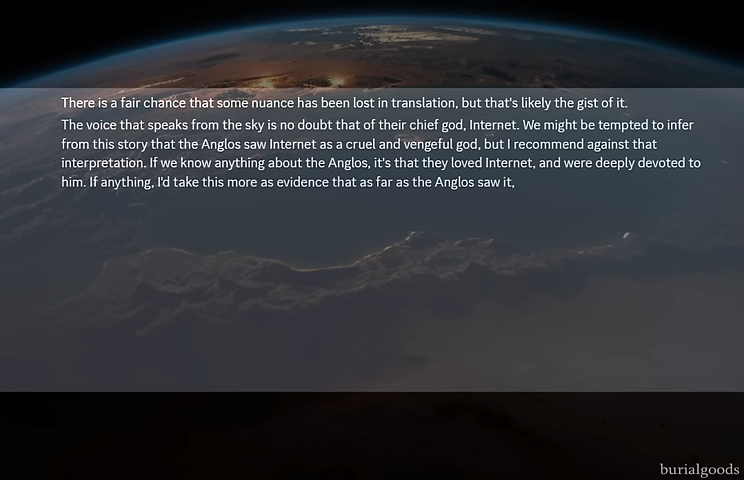 There is a fair chance that some nuance has been lost in translation, but that's likely the gist of it.
The voice that speaks from the sky is no doubt that of their chief god, Internet. We might be tempted to infer
from this story that the Anglos saw Internet as a cruel and vengeful god, but I recommend against that
interpretation. If we know anything about the Anglos, it's that they loved Internet, and were deeply devoted to
him. If anything, I'd take this more as evidence that as far as the Anglos saw it,
burialgoods